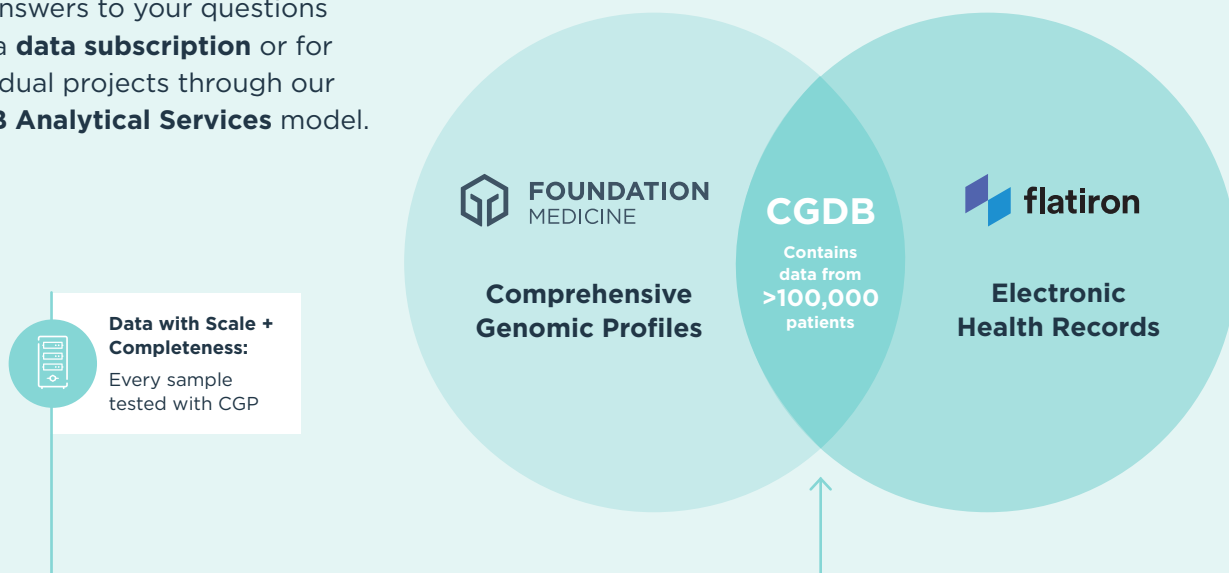 nswers to your questions
a data subscription or for
dual projects through our
Analytical Services model.
FOUNDATION
MEDICINE
Comprehensive
Genomic Profiles
CGDB
Contains
data from
>100,000
patients
flatiron
Electronic
Health Records
Data with Scale +
Completeness:
Every sample
tested with CGP